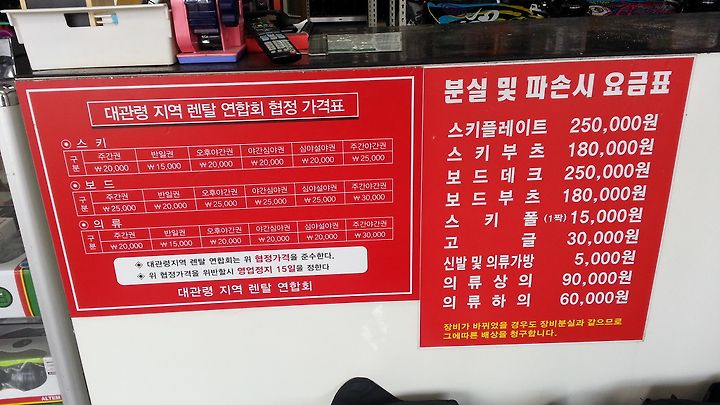 대관령 지역 렌탈 연합회 협정 가격표
스 키
구분 주간권 반일권 오후야간권 야간심야권 심야설야권 주간야간권
₩20,000 ₩15,000 ₩20,000 ₩20,000 ₩20,000 ₩25,000
보 드
구분 주간권 반일권 오후야간권 야간심야권 심야설야권 주간야간권
₩25,000 ₩20,000 ₩25,000 ₩25,000 ₩25,000 ₩30,000
의 류
구분 주간권 반일권 오후야간권 야간심야권 심야설야권 주간야간권
₩20,000 ₩15,000 ₩20,000 ₩20,000 ₩20,000 ₩30,000
◈ 대관령지역 렌탈 연합회는 위 협정가격을 준수한다.
◈ 위 협정가격을 위반할시 영업정지 15일을 정한다
대관령 지역 렌탈 연합회
분실 및 파손시 요금표
스키플레이트 250,000원
스 키 부 츠 180,000원
보 드 데 크 250,000원
보 드 부 츠 180,000원
스 키 폴 (1짝) 15,000원
고 글 30,000원
신발 및 의류가방 5,000원
의 류 상 의 90,000원
의 류 하 의 60,000원
장비가 바뀌었을 경우도 장비분실과 같으므로
그에따른 배상을 청구합니다.
ALTEM